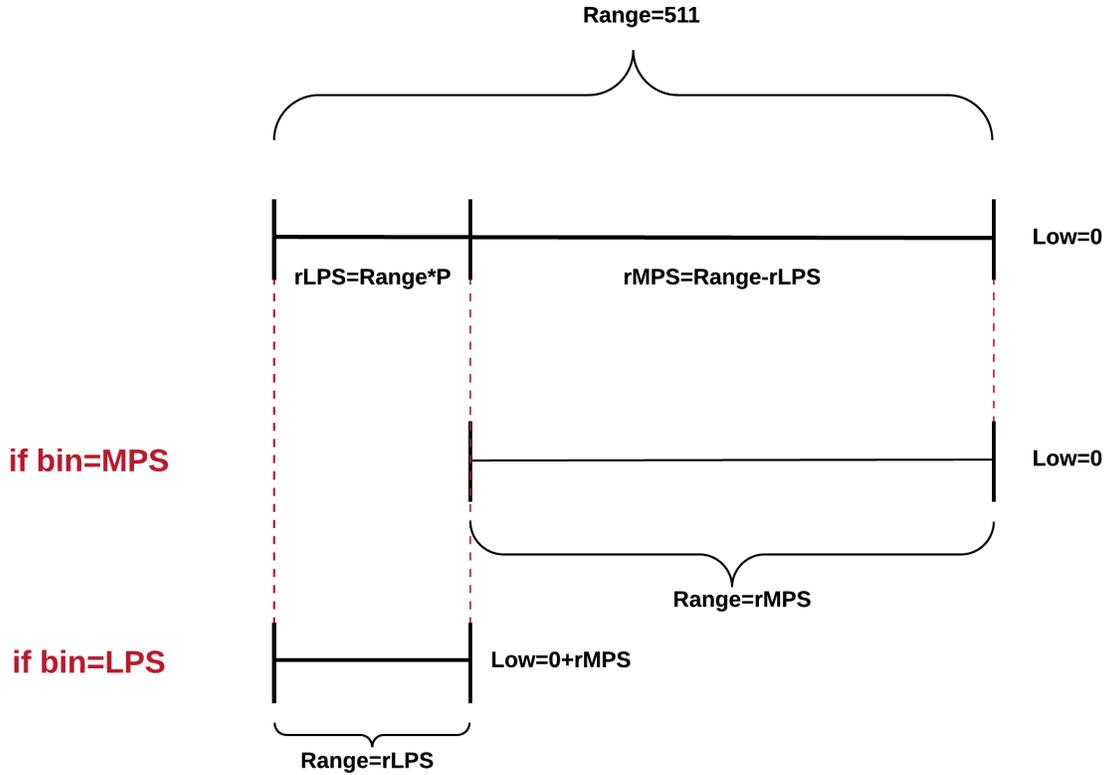 Range=511
Low=0
rLPS=Range*P
rMPS=Range-rLPS
if bin=MPS
Low=0
Range=rMPS
if bin=LPS
Low=0+rMPS
Range=rLPS